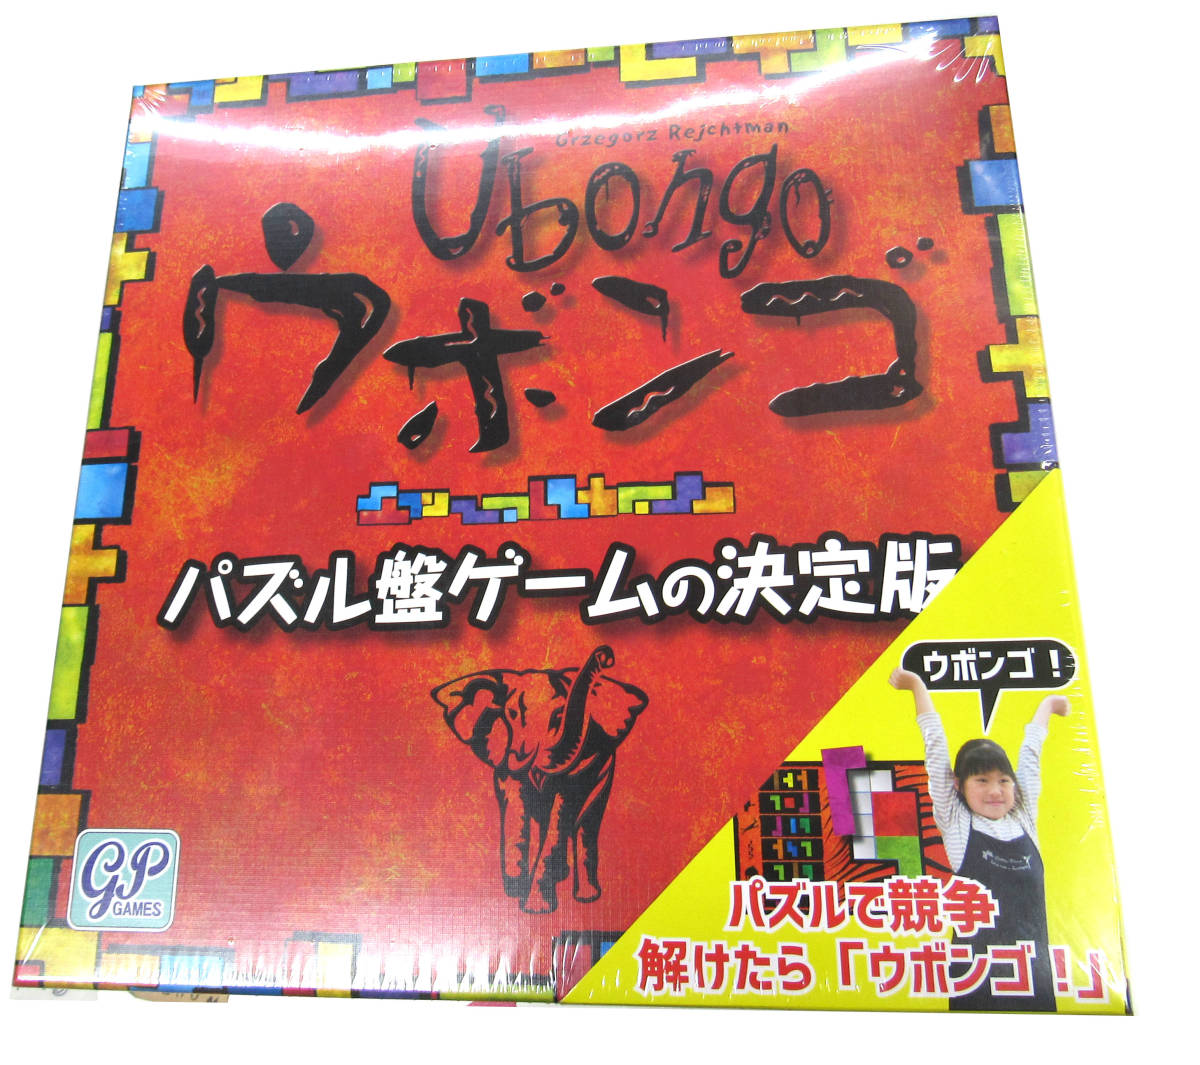 Grzegorz Rejchtman
Ubongo
ウボンゴ
パズル盤ゲームの決定版
ウボンゴ！
GP
GAMES
パズルで競争
解けたら「ウボンゴ！」